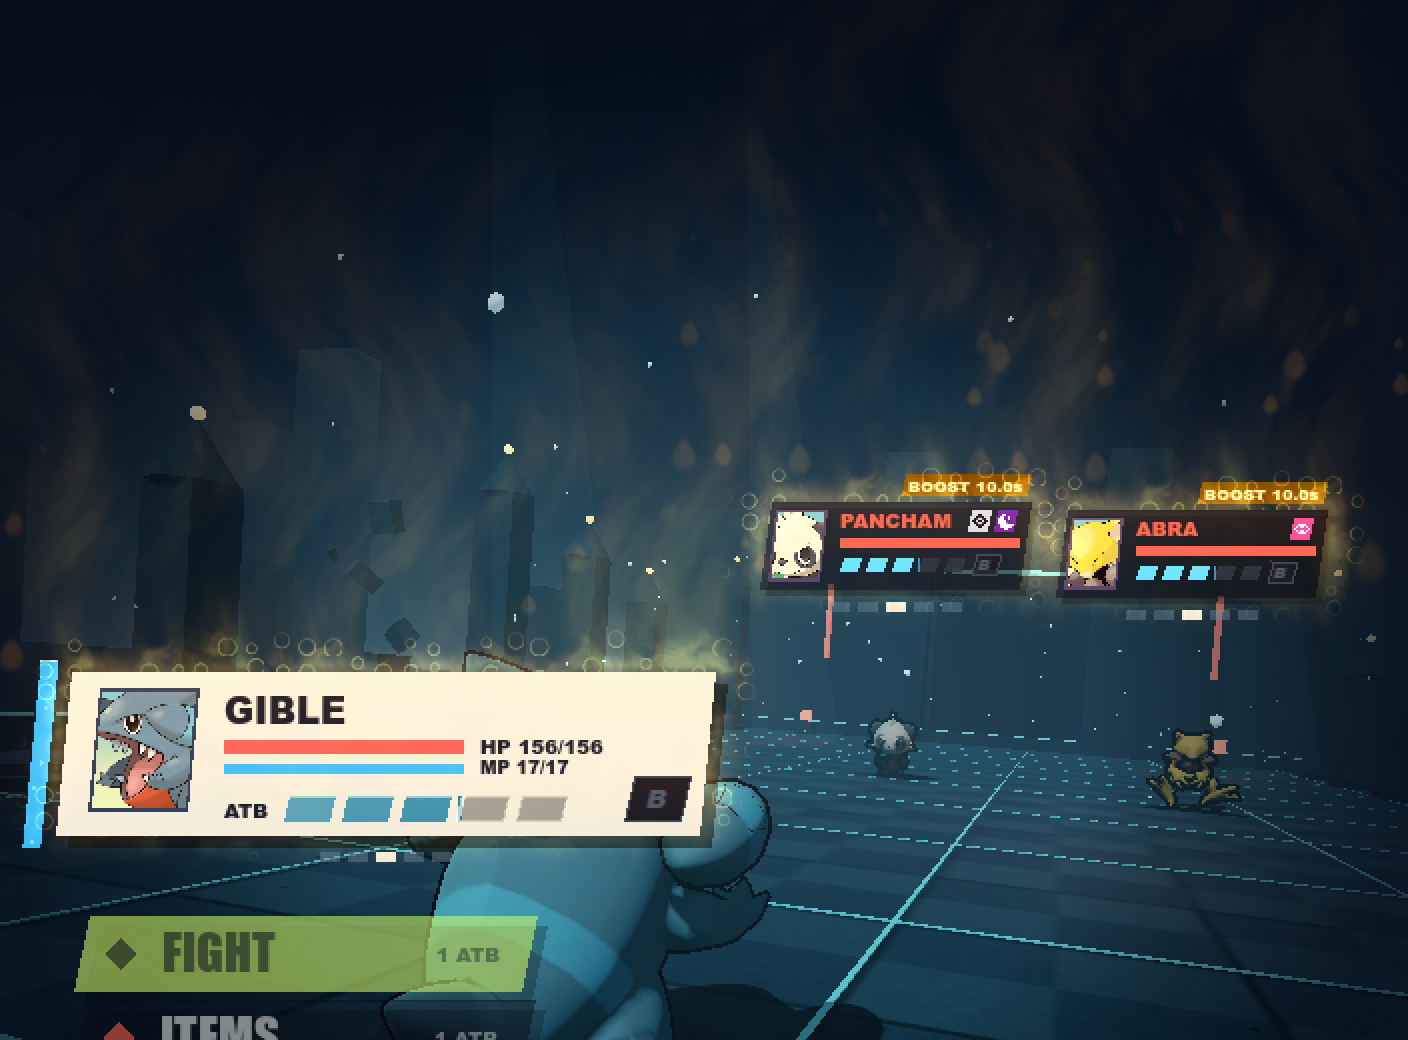 BOOST 10.0s
BOOST 10.0s
PANCHAM
B
ABRA
B
GIBLE
HP 156/156
MP 17/17
ATB
B
FIGHT
1 ATB
ITEMS
1 ATB